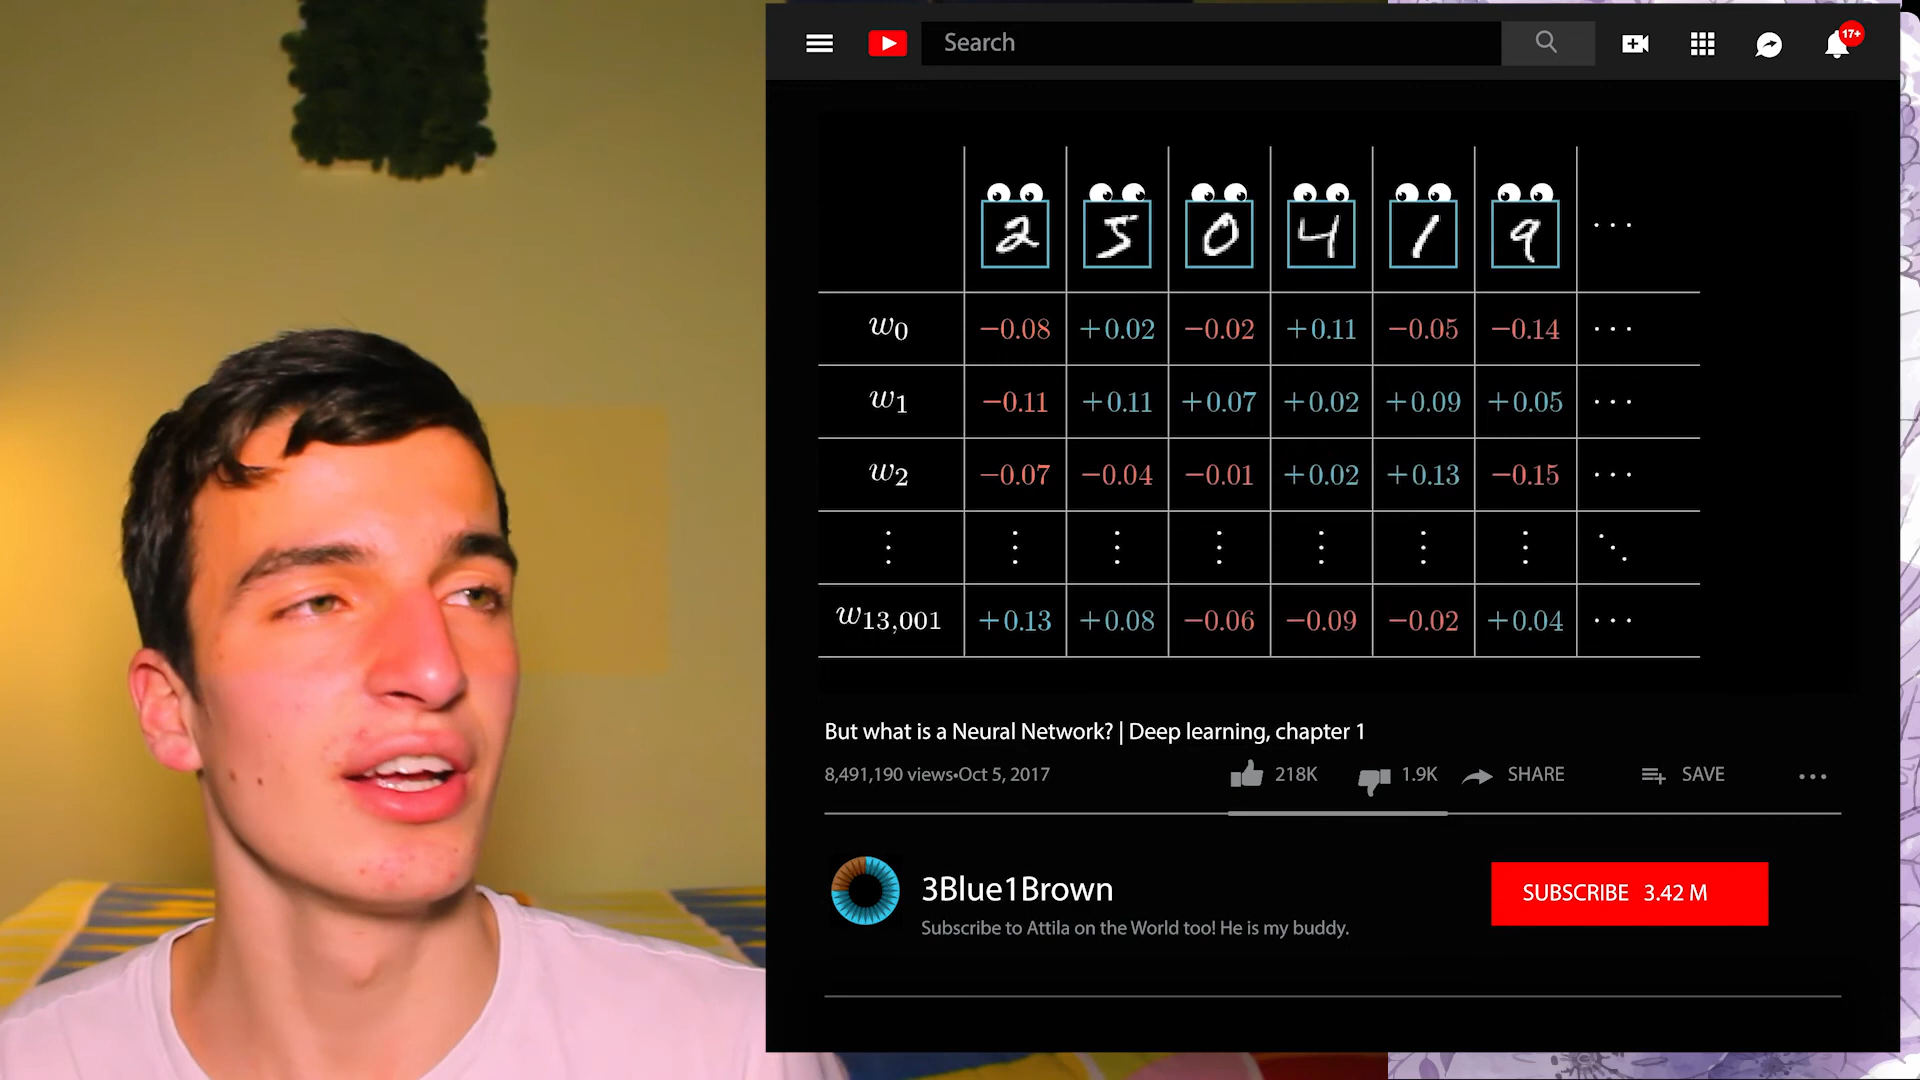 Search
17+
2 5 0 4 1 9 ...
w0 −0.08 +0.02 −0.02 +0.11 −0.05 −0.14 ...
w1 −0.11 +0.11 +0.07 +0.02 +0.09 +0.05 ...
w2 −0.07 −0.04 −0.01 +0.02 +0.13 −0.15 ...
w13,001 +0.13 +0.08 −0.06 −0.09 −0.02 +0.04 ...
But what is a Neural Network? | Deep learning, chapter 1
8,491,190 views•Oct 5, 2017 218K 1.9K SHARE SAVE ...
3Blue1Brown
Subscribe to Attila on the World too! He is my buddy.
SUBSCRIBE 3.42 M